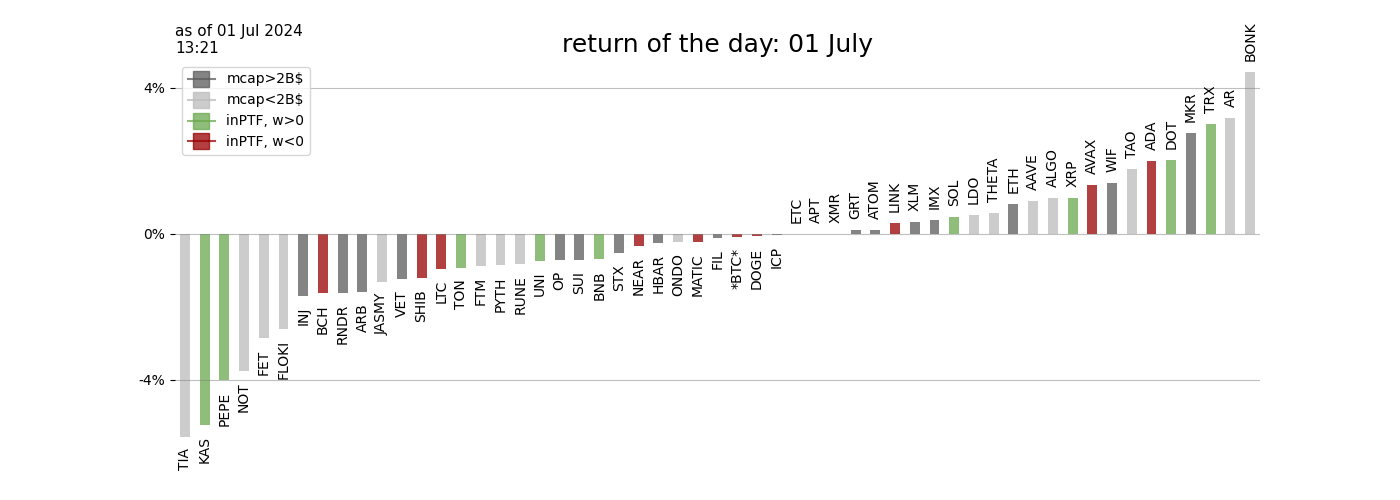 as of 01 Jul 2024
13:21
return of the day: 01 July
mcap>2B$
mcap<2B$
inPTF, w>0
inPTF, w<0
4%
0%
-4%
TIA
KAS
PEPE
NOT
FET
FLOKI
INJ
BCH
RNDR
ARB
JASMY
VET
SHIB
LTC
TON
FTM
PYTH
RUNE
UNI
OP
SUI
BNB
STX
NEAR
HBAR
ONDO
MATIC
FIL
*BTC*
DOGE
ICP
ETC
APT
XMR
GRT
ATOM
LINK
XLM
IMX
SOL
LDO
THETA
ETH
AAVE
ALGO
XRP
AVAX
WIF
TAO
ADA
DOT
MKR
TRX
AR
BONK